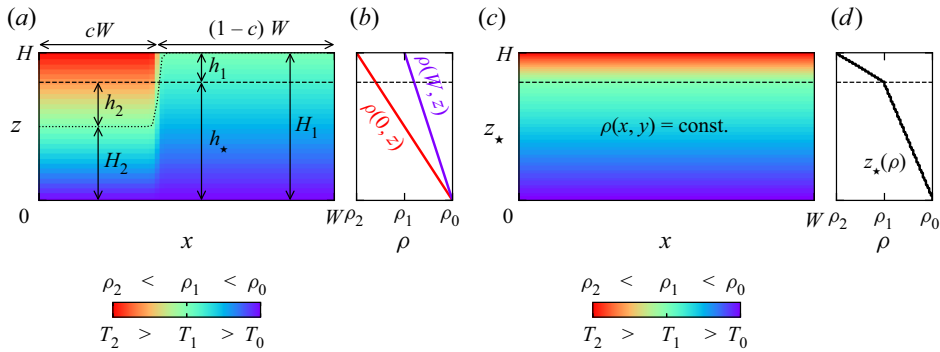 (a)
cW
(1 – c) W
H
h₁
h₂
z
H₂
h⋆
H₁
0
W
x
ρ₂ < ρ₁ < ρ₀
T₂ > T₁ > T₀
(b)
ρ(0, z)
ρ(W, z)
ρ₂ ρ₁ ρ₀
ρ
(c)
H
z⋆
ρ(x, y) = const.
0
W
x
ρ₂ < ρ₁ < ρ₀
T₂ > T₁ > T₀
(d)
z⋆(ρ)
ρ₂ ρ₁ ρ₀
ρ